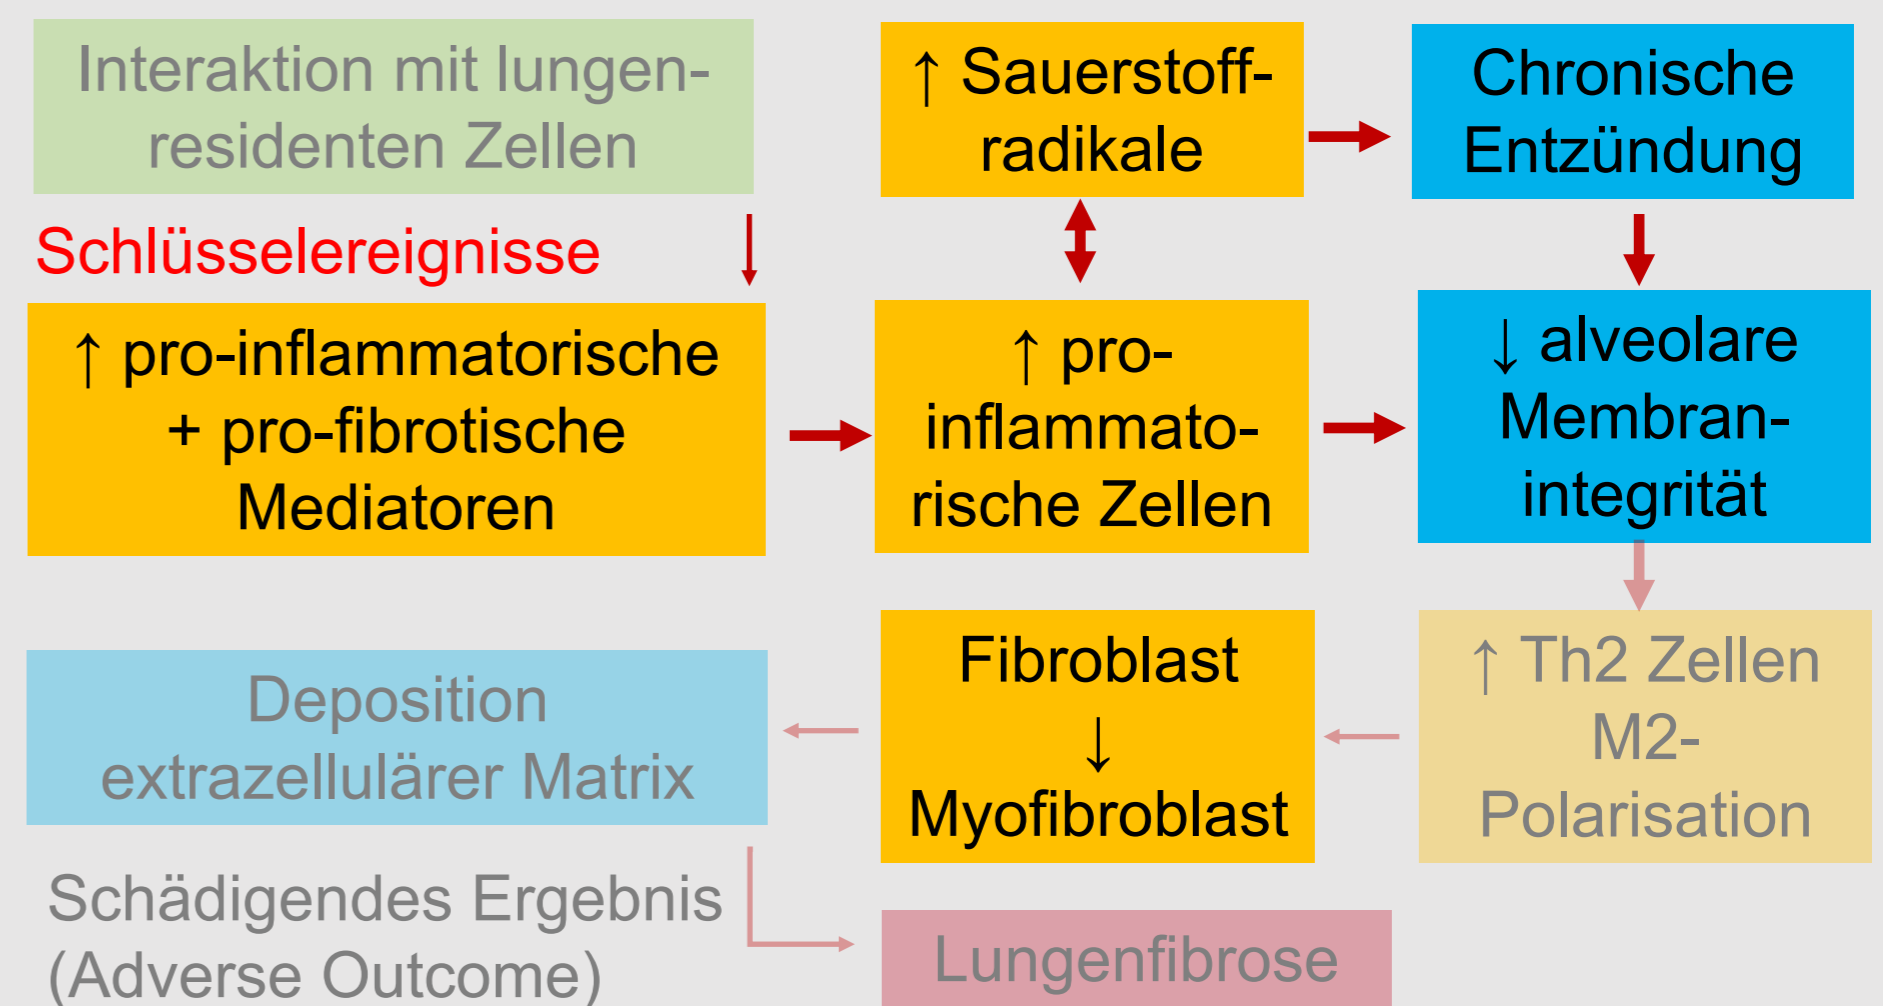 Interaktion mit lungen-
residenten Zellen
↑ Sauerstoff-
radikale
Chronische
Entzündung
Schlüsselereignisse
↑ pro-inflammatorische
+ pro-fibrotische
Mediatoren
↑ pro-
inflammato-
rische Zellen
↓ alveolare
Membran-
integrität
Deposition
extrazellulärer Matrix
Fibroblast
↓
Myofibroblast
↑ Th2 Zellen
M2-
Polarisation
Schädigendes Ergebnis
(Adverse Outcome)
Lungenfibrose